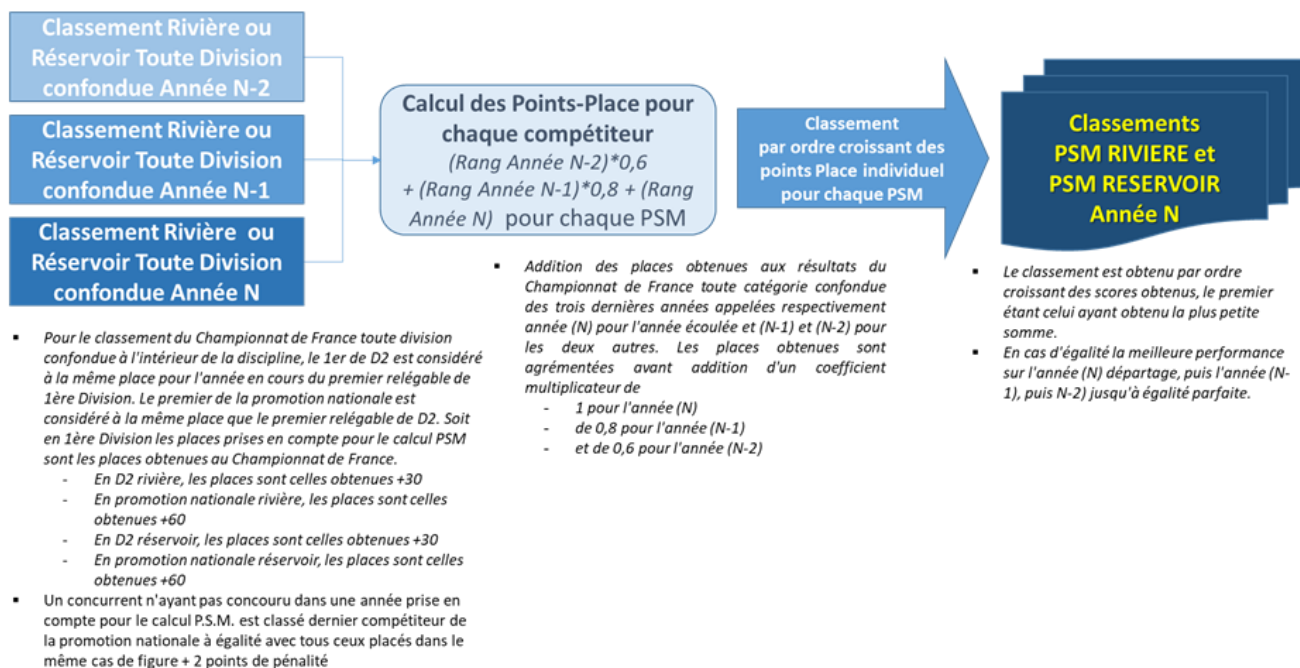 Classement Rivière ou
Réservoir Toute Division
confondue Année N-2
Classement Rivière ou
Réservoir Toute Division
confondue Année N-1
Classement Rivière ou
Réservoir Toute Division
confondue Année N
Calcul des Points-Place pour
chaque compétiteur
(Rang Année N-2)*0,6
+ (Rang Année N-1)*0,8 + (Rang
Année N) pour chaque PSM
Classement
par ordre croissant des
points Place individuel
pour chaque PSM
Classements
PSM RIVIERE et
PSM RESERVOIR
Année N
▪ Pour le classement du Championnat de France toute division
confondue à l'intérieur de la discipline, le 1er de D2 est considéré
à la même place pour l'année en cours du premier relégable de
1ère Division. Le premier de la promotion nationale est
considéré à la même place que le premier relégable de D2. Soit
en 1ère Division les places prises en compte pour le calcul PSM
sont les places obtenues au Championnat de France.
- En D2 rivière, les places sont celles obtenues +30
- En promotion nationale rivière, les places sont celles
obtenues +60
- En D2 réservoir, les places sont celles obtenues +30
- En promotion nationale réservoir, les places sont celles
obtenues +60
▪ Un concurrent n'ayant pas concouru dans une année prise en
compte pour le calcul P.S.M. est classé dernier compétiteur de
la promotion nationale à égalité avec tous ceux placés dans le
même cas de figure + 2 points de pénalité
▪ Addition des places obtenues aux résultats du
Championnat de France toute catégorie confondue
des trois dernières années appelées respectivement
année (N) pour l'année écoulée et (N-1) et (N-2) pour
les deux autres. Les places obtenues sont
agrémentées avant addition d'un coefficient
multiplicateur de
- 1 pour l'année (N)
- de 0,8 pour l'année (N-1)
- et de 0,6 pour l'année (N-2)
▪ Le classement est obtenu par ordre
croissant des scores obtenus, le premier
étant celui ayant obtenu la plus petite
somme.
▪ En cas d'égalité la meilleure performance
sur l'année (N) départage, puis l'année (N-
1), puis N-2) jusqu'à égalité parfaite.